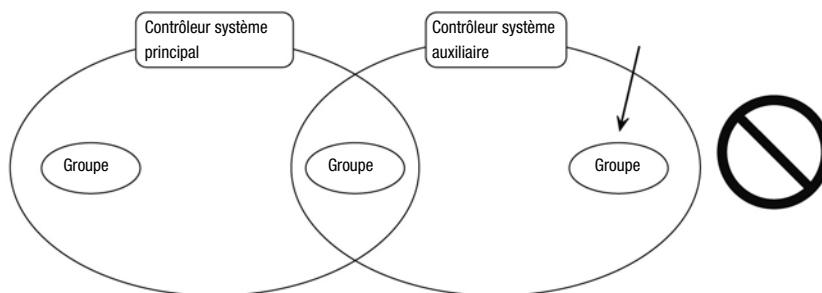 Contrôleur système
principal
Contrôleur système
auxiliaire
Groupe
Groupe
Groupe